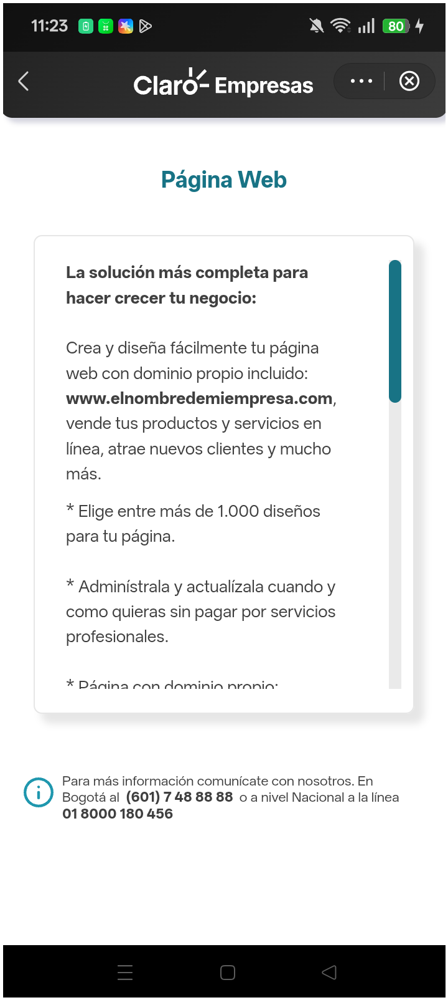 11:23
80
Claro Empresas
Página Web
La solución más completa para
hacer crecer tu negocio:
Crea y diseña fácilmente tu página
web con dominio propio incluido:
www.elnombredemiempresa.com,
vende tus productos y servicios en
línea, atrae nuevos clientes y mucho
más.
* Elige entre más de 1.000 diseños
para tu página.
* Adminístrala y actualízala cuando y
como quieras sin pagar por servicios
profesionales.
* Página con dominio propio:
Para más información comunícate con nosotros. En
Bogotá al (601) 7 48 88 88 o a nivel Nacional a la línea
01 8000 180 456